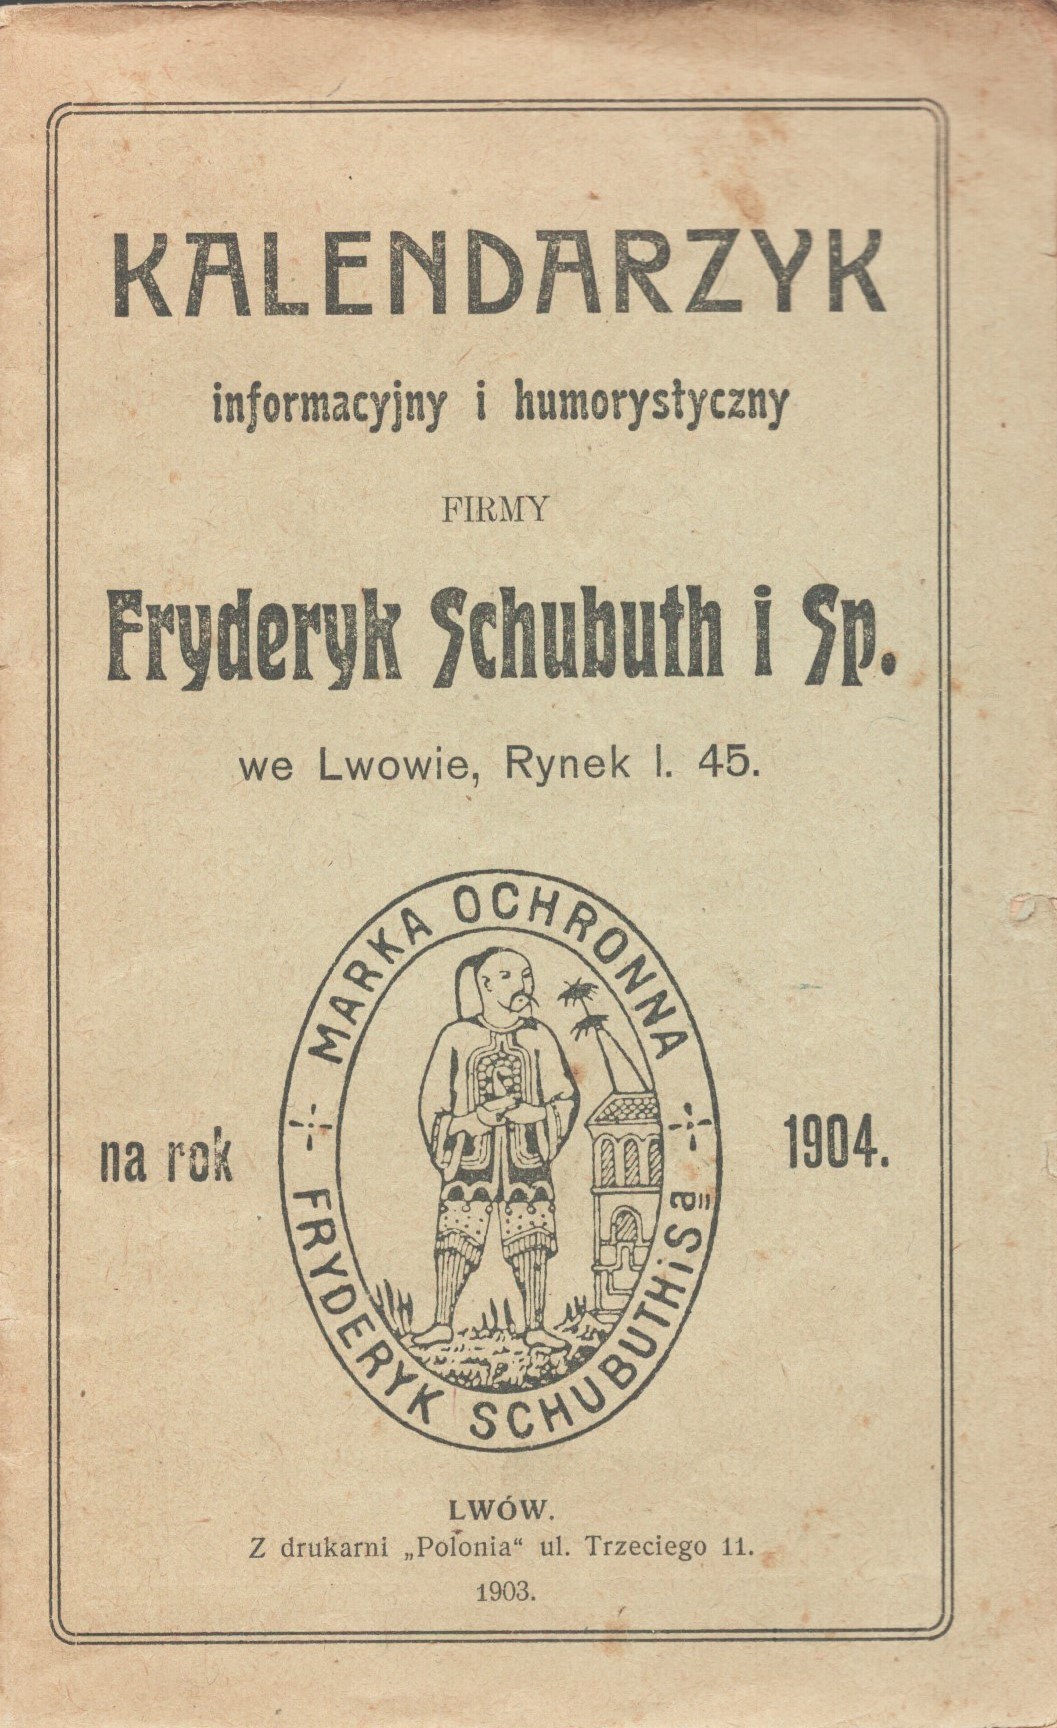 KALENDARZYK
informacyjny i humorystyczny
FIRMY
Fryderyk Schubuth i Sp.
we Lwowie, Rynek l. 45.
MARKA OCHRONNA
FRYDERYK SCHUBUTH i Sa
na rok 1904.
LWÓW.
Z drukarni „Polonia“ ul. Trzeciego 11.
1903.